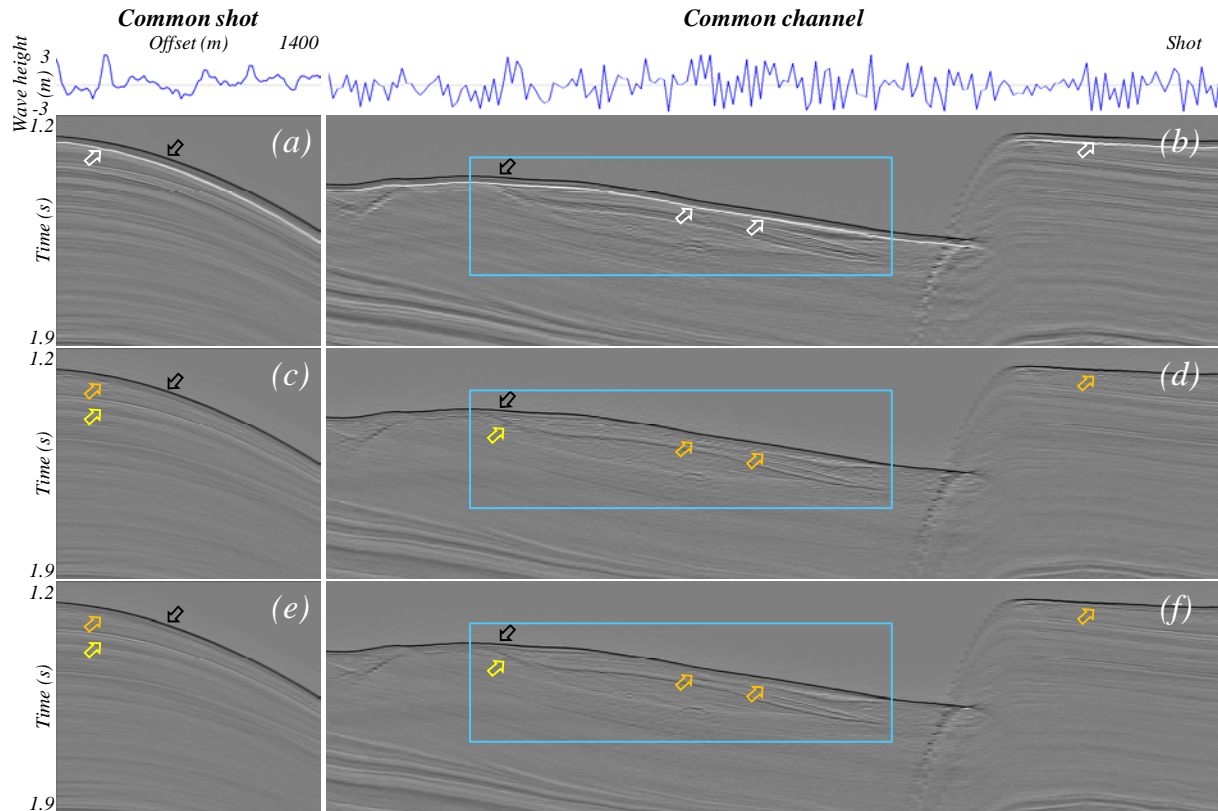 Common shot
Common channel
Offset (m) 1400
Shot
Wave height
(m)
3
-3
1.2
(a)
(b)
Time (s)
1.9
1.2
(c)
(d)
Time (s)
1.9
1.2
(e)
(f)
Time (s)
1.9